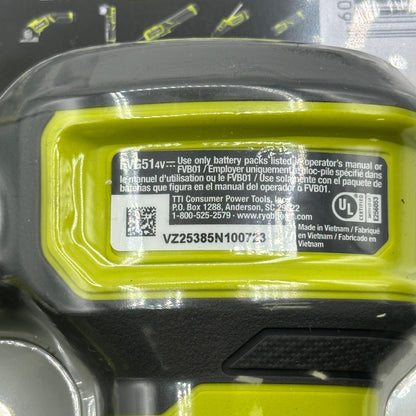 FVG51 4V⎓ Use only battery packs listed in operator's manual or
FVB01 / Employer uniquement le bloc-pile spécifié dans
le manuel d'utilisation ou le FVB01 / Use solamente con el paquete de
baterías que figura en el manual del operador o FVB01.
TTI Consumer Power Tools, Inc.
P.O. Box 1288, Anderson, SC 29622
1-800-525-2579 - www.ryobitools.com
UL
LISTED
Made in Vietnam / Fabriqué
en Vietnam / Fabricado en
Vietnam
VZ25385N100723